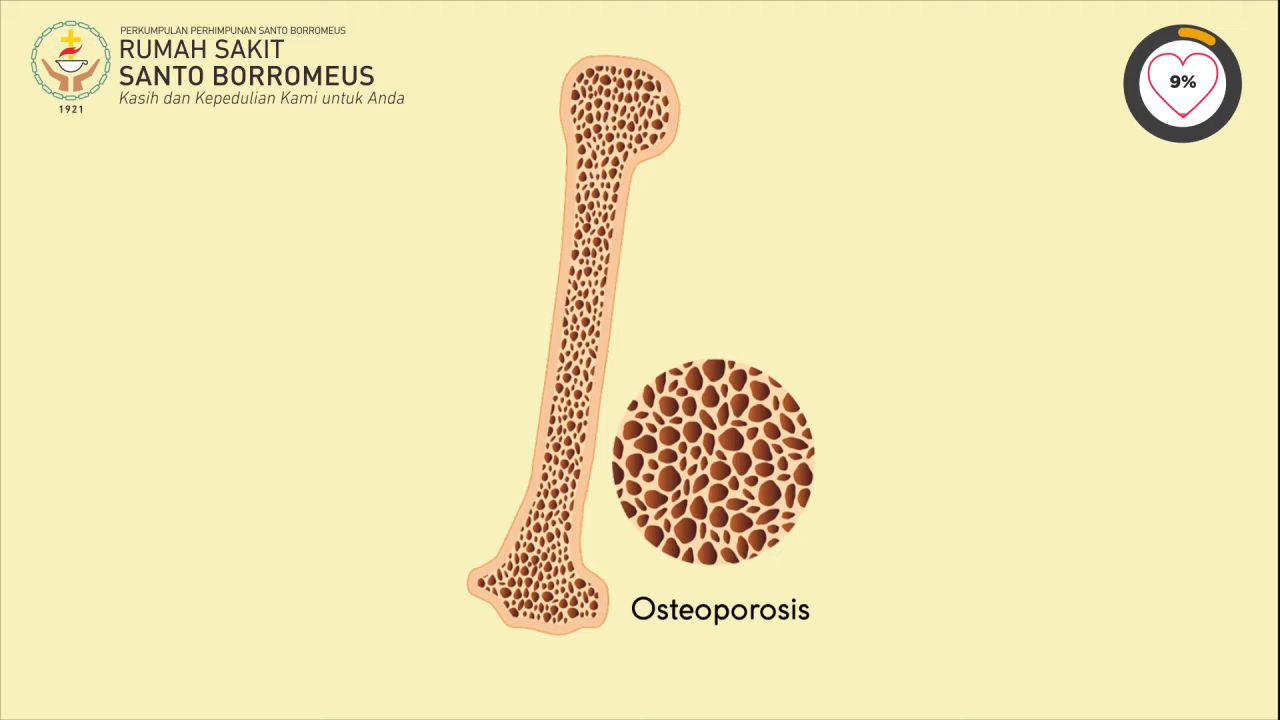 PERKUMPULAN PERHIMPUNAN SANTO BORROMEUS
RUMAH SAKIT
SANTO BORROMEUS
Kasih dan Kepedulian Kami untuk Anda
1921
9%
Osteoporosis